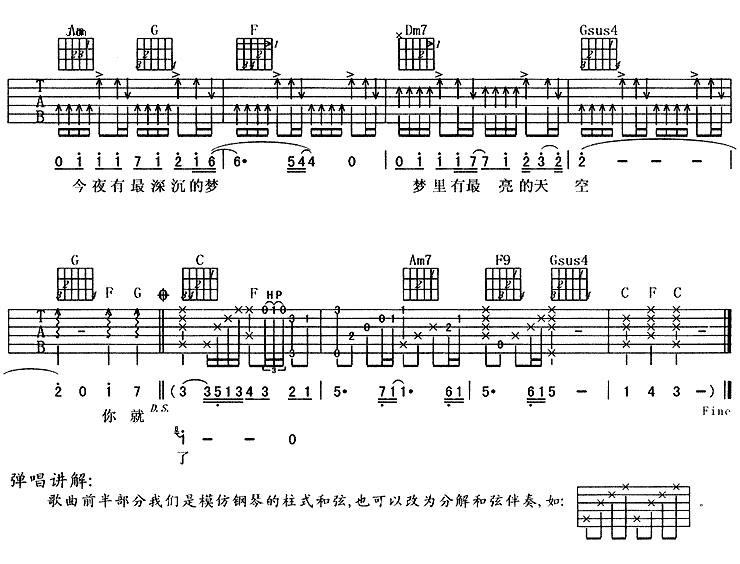 Am G F Dm7 Gsus4
T A B
0 i i i 7 i 2 i 6 6· 5 4 4 0 0 i i i 7 7 i 2 3 2 2 - - -
今夜有最深沉的梦 梦里有最亮的天空
G C Am7 F9 Gsus4
F G F HP C F C
T A B
2 0 i 7 (3 3 5 1 3 4 3 2 1 5· 7 1 1· 6 1 5· 6 1 5 - 1 4 3 -)
你就 D.S. Fine
i - - 0
了
弹唱讲解:
歌曲前半部分我们是模仿钢琴的柱式和弦,也可以改为分解和弦伴奏,如: 。